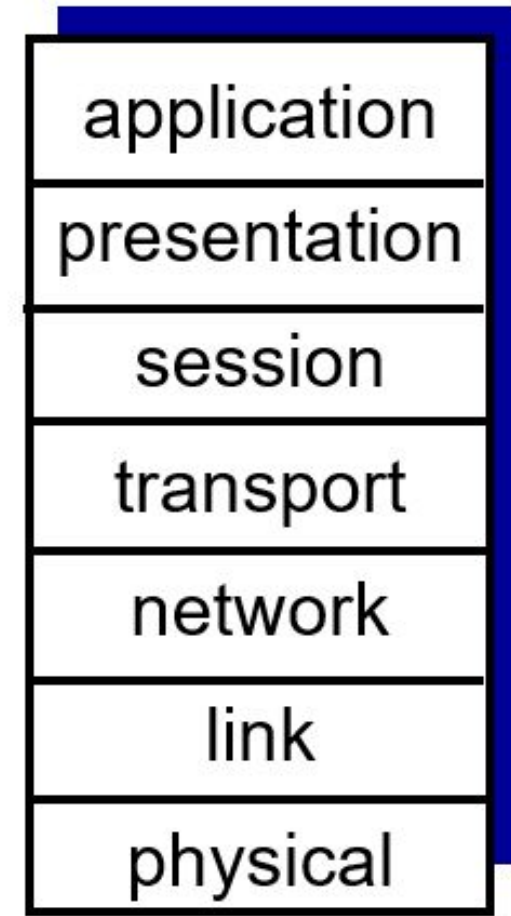 application
presentation
session
transport
network
link
physical